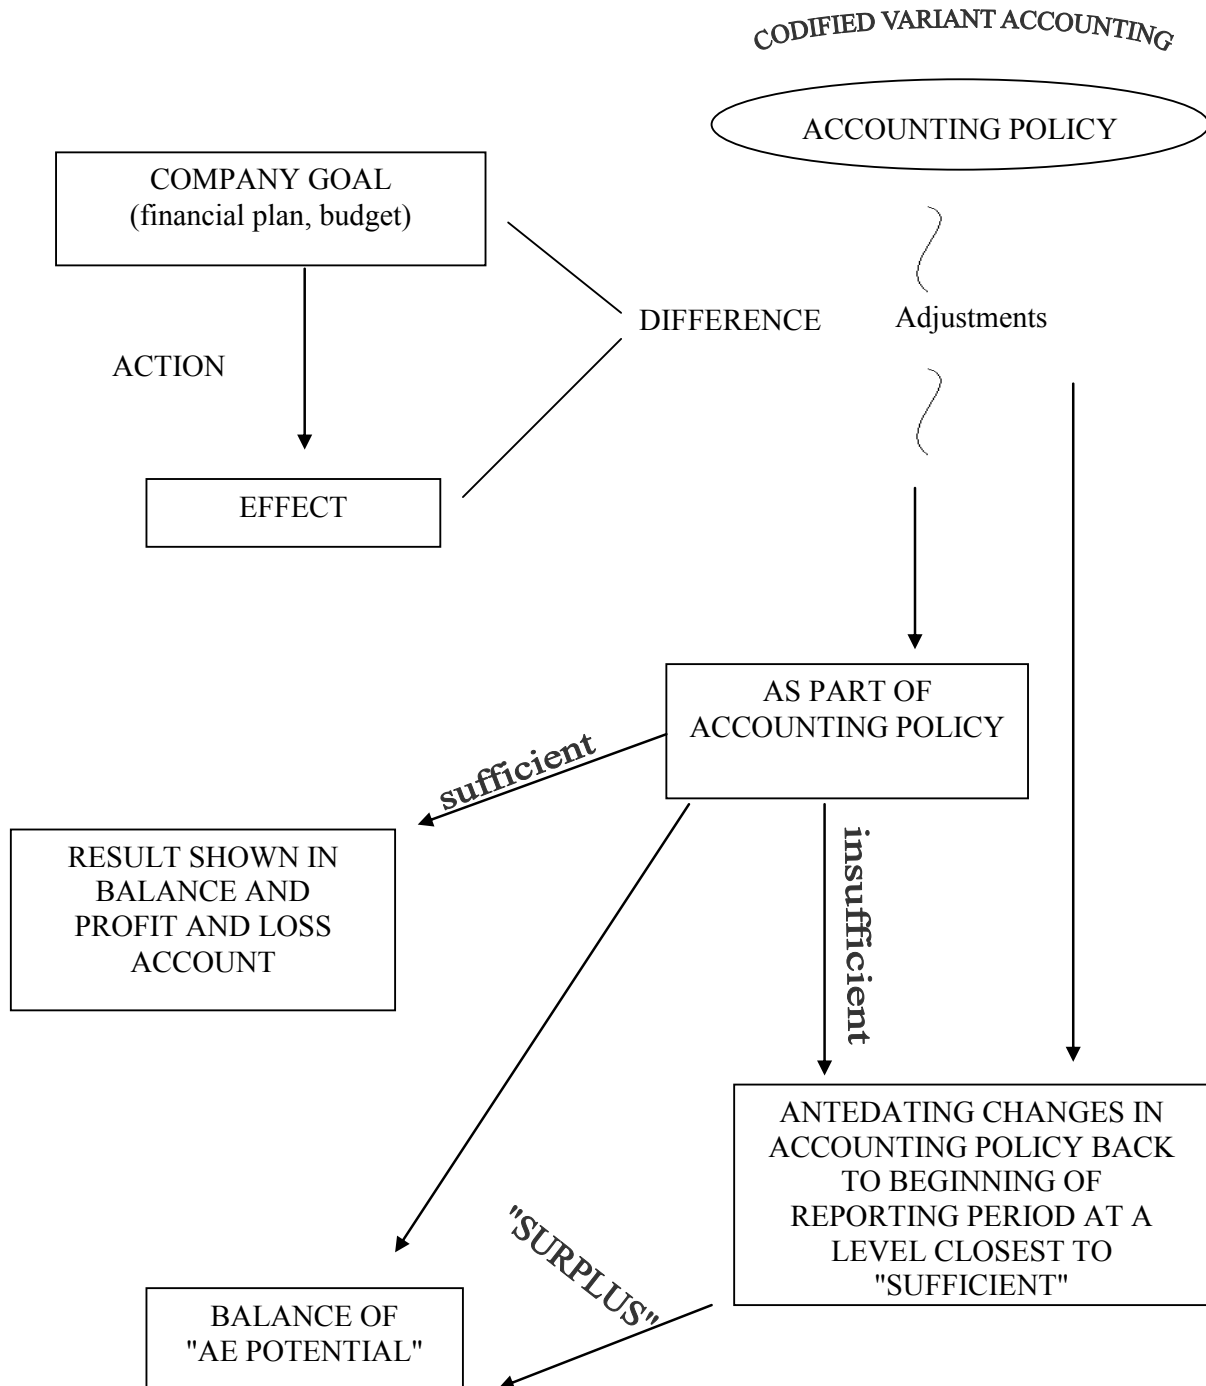 CODIFIED VARIANT ACCOUNTING
ACCOUNTING POLICY
COMPANY GOAL
(financial plan, budget)
DIFFERENCE
Adjustments
ACTION
EFFECT
AS PART OF
ACCOUNTING POLICY
sufficient
insufficient
RESULT SHOWN IN
BALANCE AND
PROFIT AND LOSS
ACCOUNT
ANTEDATING CHANGES IN
ACCOUNTING POLICY BACK
TO BEGINNING OF
REPORTING PERIOD AT A
LEVEL CLOSEST TO
"SUFFICIENT"
"SURPLUS"
BALANCE OF
"AE POTENTIAL"